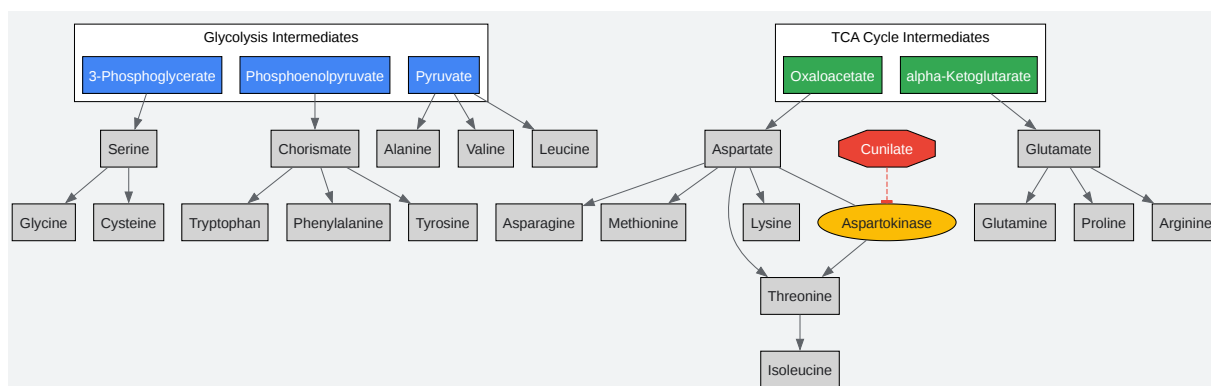 Glycolysis Intermediates
TCA Cycle Intermediates
3-Phosphoglycerate
Phosphoenolpyruvate
Pyruvate
Oxaloacetate
alpha-Ketoglutarate
Serine
Chorismate
Alanine
Valine
Leucine
Aspartate
Cunilate
Glutamate
Glycine
Cysteine
Tryptophan
Phenylalanine
Tyrosine
Asparagine
Methionine
Lysine
Aspartokinase
Glutamine
Proline
Arginine
Threonine
Isoleucine